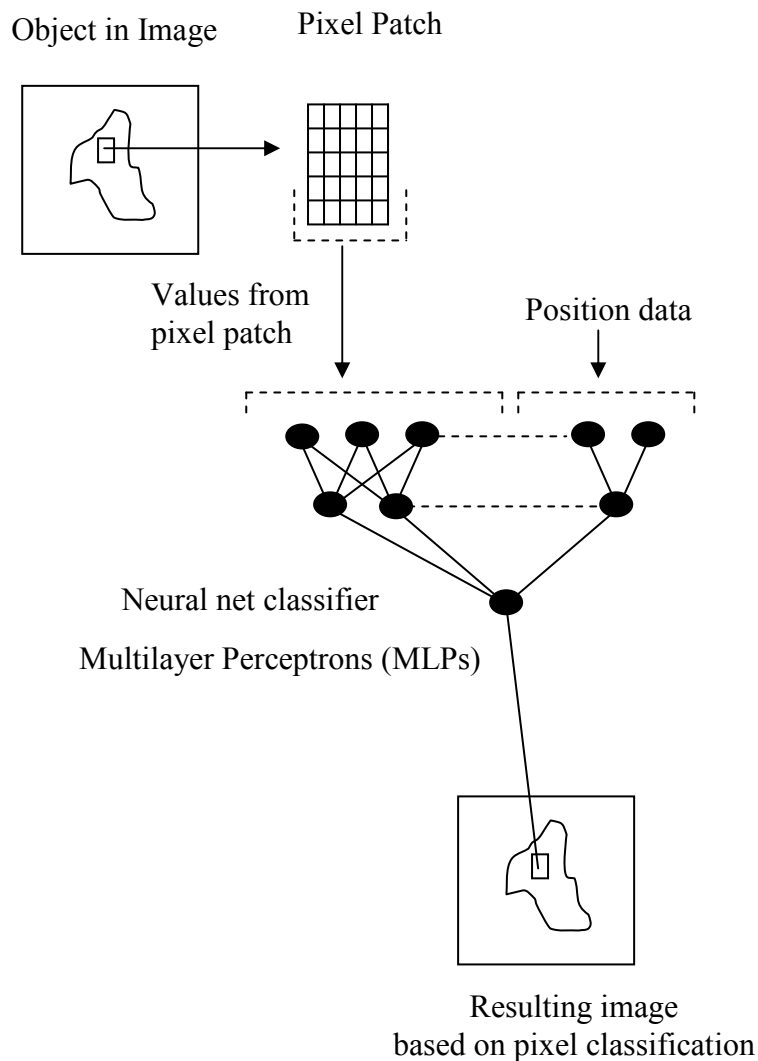 Object in Image
Pixel Patch
Values from
pixel patch
Position data
Neural net classifier
Multilayer Perceptrons (MLPs)
Resulting image
based on pixel classification